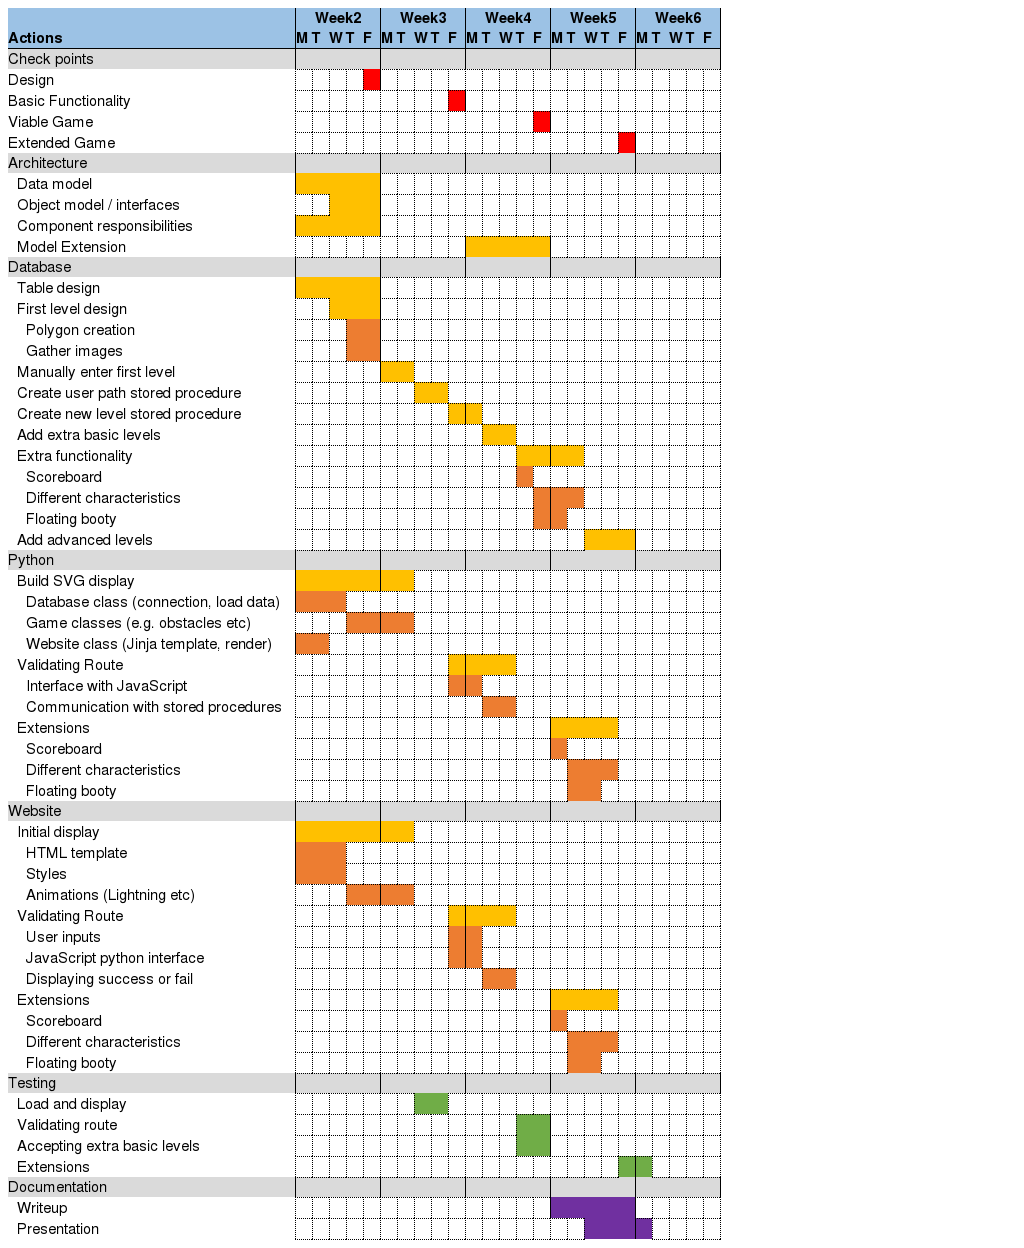 Week2 Week3 Week4 Week5 Week6
Actions M T W T F M T W T F M T W T F M T W T F M T W T F
Check points
Design
Basic Functionality
Viable Game
Extended Game
Architecture
Data model
Object model / interfaces
Component responsibilities
Model Extension
Database
Table design
First level design
Polygon creation
Gather images
Manually enter first level
Create user path stored procedure
Create new level stored procedure
Add extra basic levels
Extra functionality
Scoreboard
Different characteristics
Floating booty
Add advanced levels
Python
Build SVG display
Database class (connection, load data)
Game classes (e.g. obstacles etc)
Website class (Jinja template, render)
Validating Route
Interface with JavaScript
Communication with stored procedures
Extensions
Scoreboard
Different characteristics
Floating booty
Website
Initial display
HTML template
Styles
Animations (Lightning etc)
Validating Route
User inputs
JavaScript python interface
Displaying success or fail
Extensions
Scoreboard
Different characteristics
Floating booty
Testing
Load and display
Validating route
Accepting extra basic levels
Extensions
Documentation
Writeup
Presentation